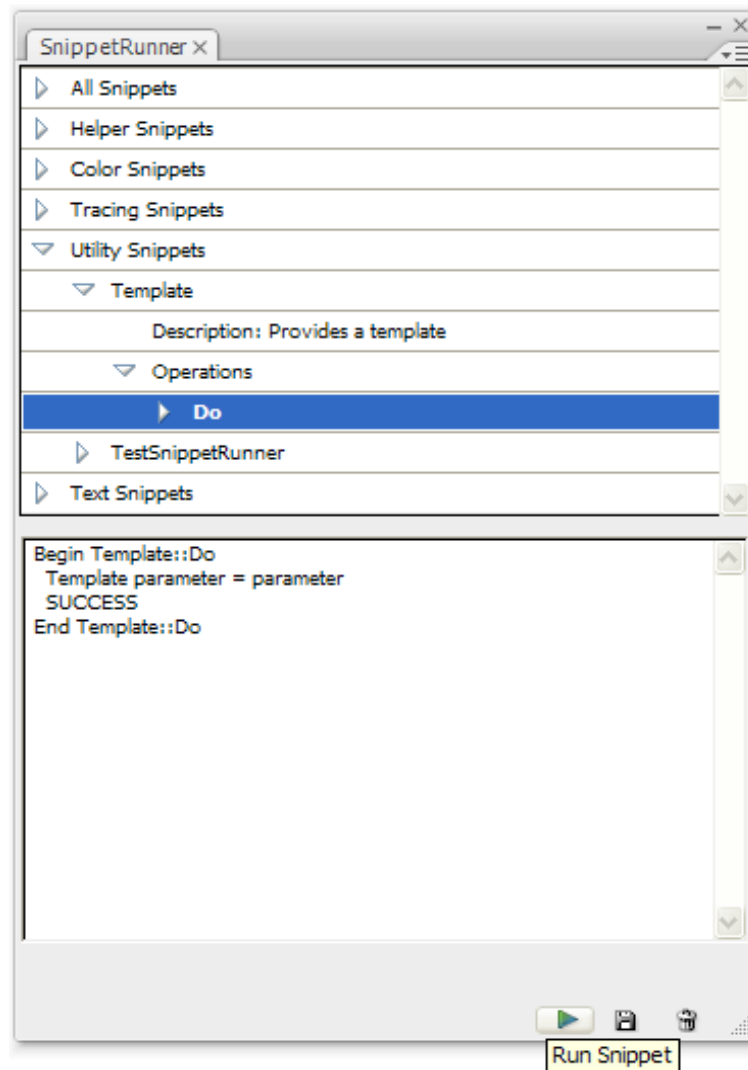 SnippetRunner
All Snippets
Helper Snippets
Color Snippets
Tracing Snippets
Utility Snippets
Template
Description: Provides a template
Operations
Do
TestSnippetRunner
Text Snippets
Begin Template::Do
Template parameter = parameter
SUCCESS
End Template::Do
Run Snippet